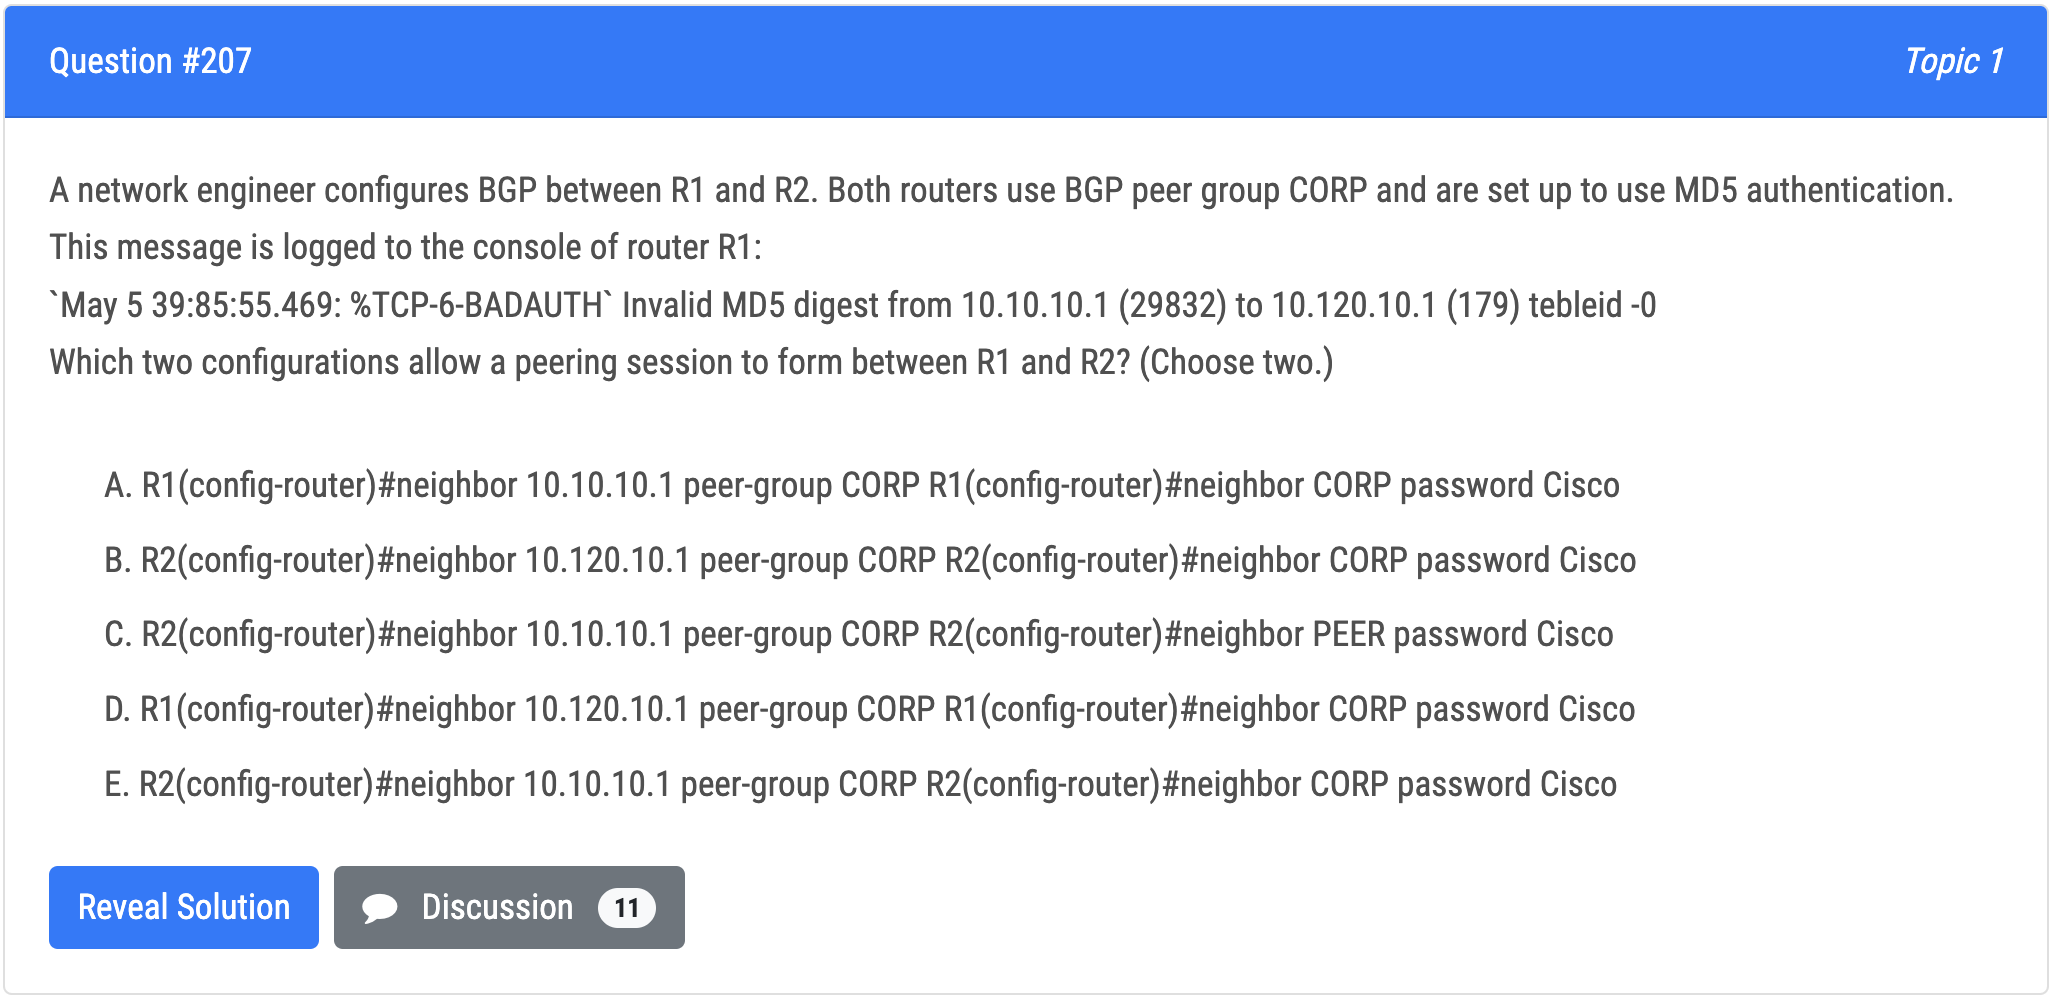 Question #207
Topic 1
A network engineer configures BGP between R1 and R2. Both routers use BGP peer group CORP and are set up to use MD5 authentication.
This message is logged to the console of router R1:
`May 5 39:85:55.469: %TCP-6-BADAUTH` Invalid MD5 digest from 10.10.10.1 (29832) to 10.120.10.1 (179) tebleid -0
Which two configurations allow a peering session to form between R1 and R2? (Choose two.)
A. R1(config-router)#neighbor 10.10.10.1 peer-group CORP R1(config-router)#neighbor CORP password Cisco
B. R2(config-router)#neighbor 10.120.10.1 peer-group CORP R2(config-router)#neighbor CORP password Cisco
C. R2(config-router)#neighbor 10.10.10.1 peer-group CORP R2(config-router)#neighbor PEER password Cisco
D. R1(config-router)#neighbor 10.120.10.1 peer-group CORP R1(config-router)#neighbor CORP password Cisco
E. R2(config-router)#neighbor 10.10.10.1 peer-group CORP R2(config-router)#neighbor CORP password Cisco
Reveal Solution
Discussion 11